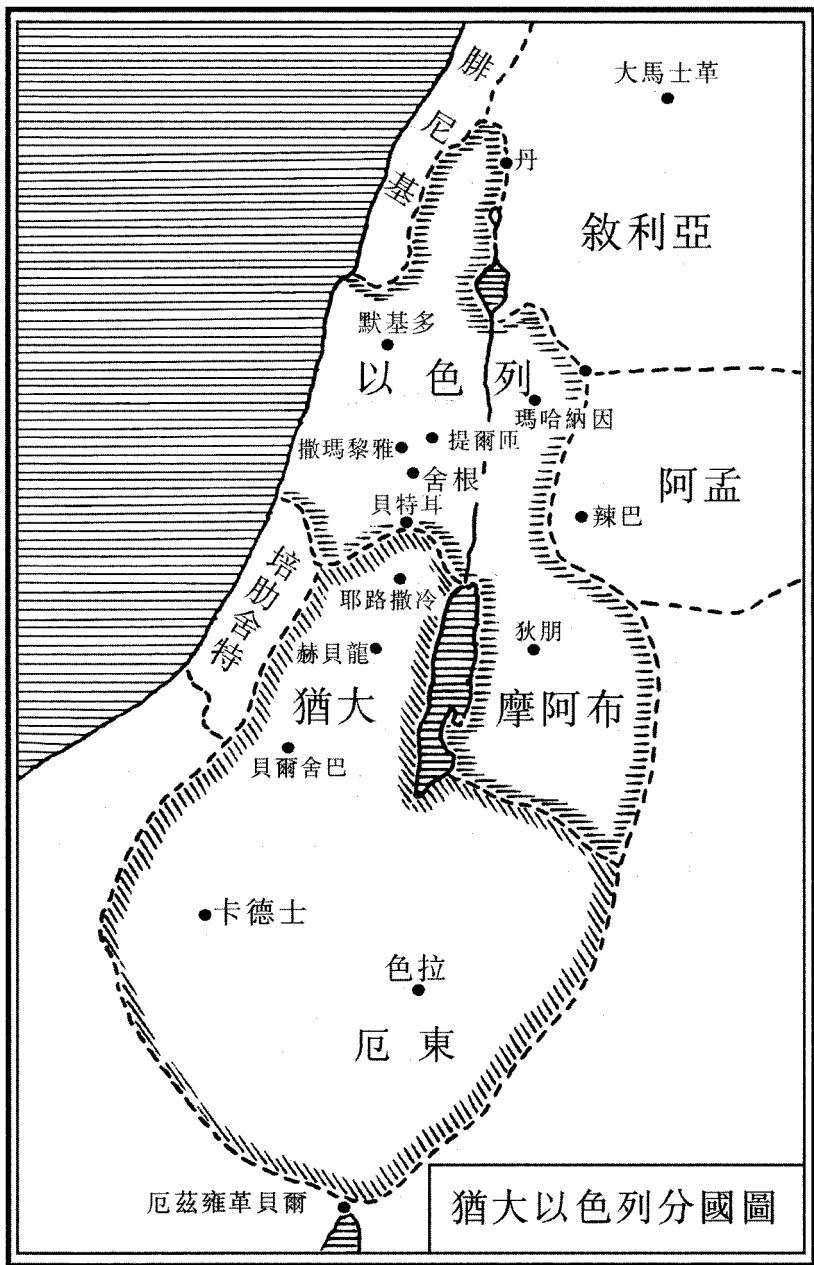 腓尼基
大馬士革
丹
敘利亞
默基多
以色列
瑪哈納因
提爾匝
撒瑪黎雅
舍根
阿孟
辣巴
貝特耳
培肋舍特
耶路撒冷
狄朋
赫貝龍
猶大
摩阿布
貝爾舍巴
卡德士
色拉
厄東
厄茲雍革貝爾
猶大以色列分國圖